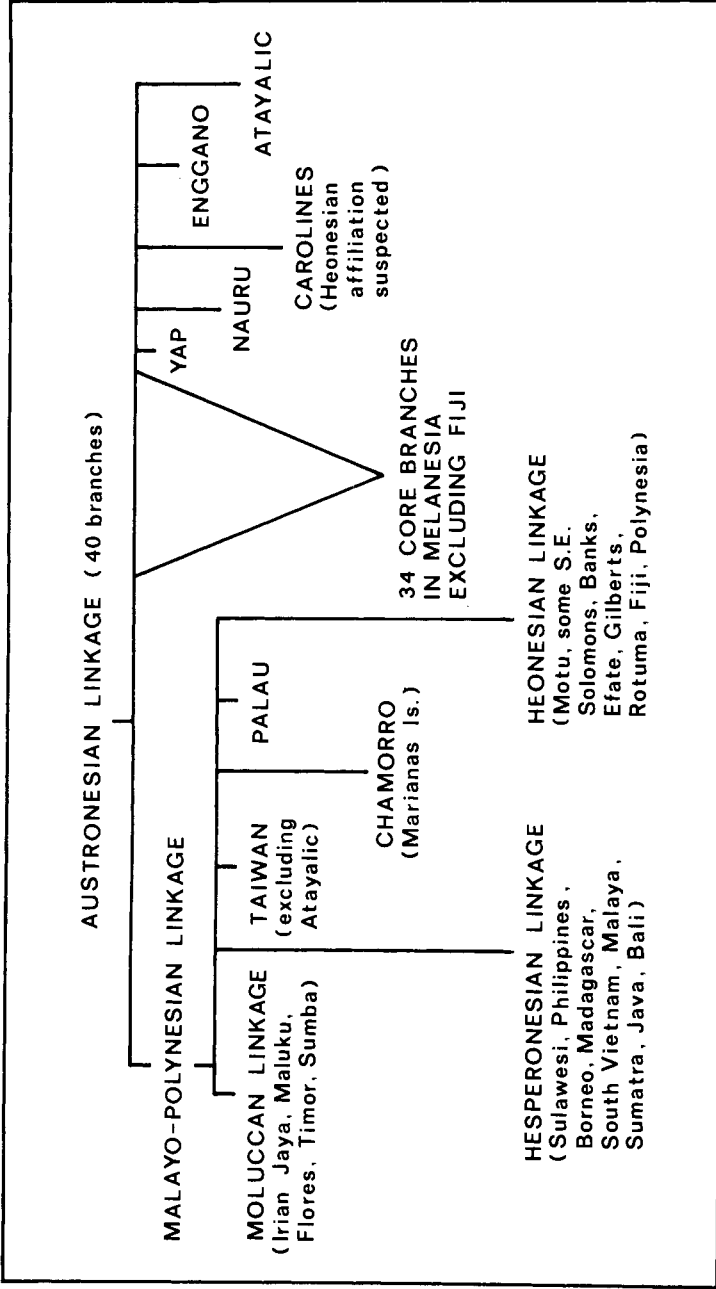 AUSTRONESIAN LINKAGE (40 branches)
MALAYO-POLYNESIAN LINKAGE
YAP
NAURU
ENGGANO
ATAYALIC
CAROLINES
(Heonesian
affiliation
suspected)
34 CORE BRANCHES
IN MELANESIA
EXCLUDING FIJI
MOLUCCAN LINKAGE
(Irian Jaya, Maluku,
Flores, Timor, Sumba)
TAIWAN
(excluding
Atayalic)
PALAU
CHAMORRO
(Marianas Is.)
HESPERONESIAN LINKAGE
(Sulawesi, Philippines,
Borneo, Madagascar,
South Vietnam, Malaya,
Sumatra, Java, Bali)
HEONESIAN LINKAGE
(Motu, some S.E.
Solomons, Banks,
Efate, Gilberts,
Rotuma, Fiji, Polynesia)